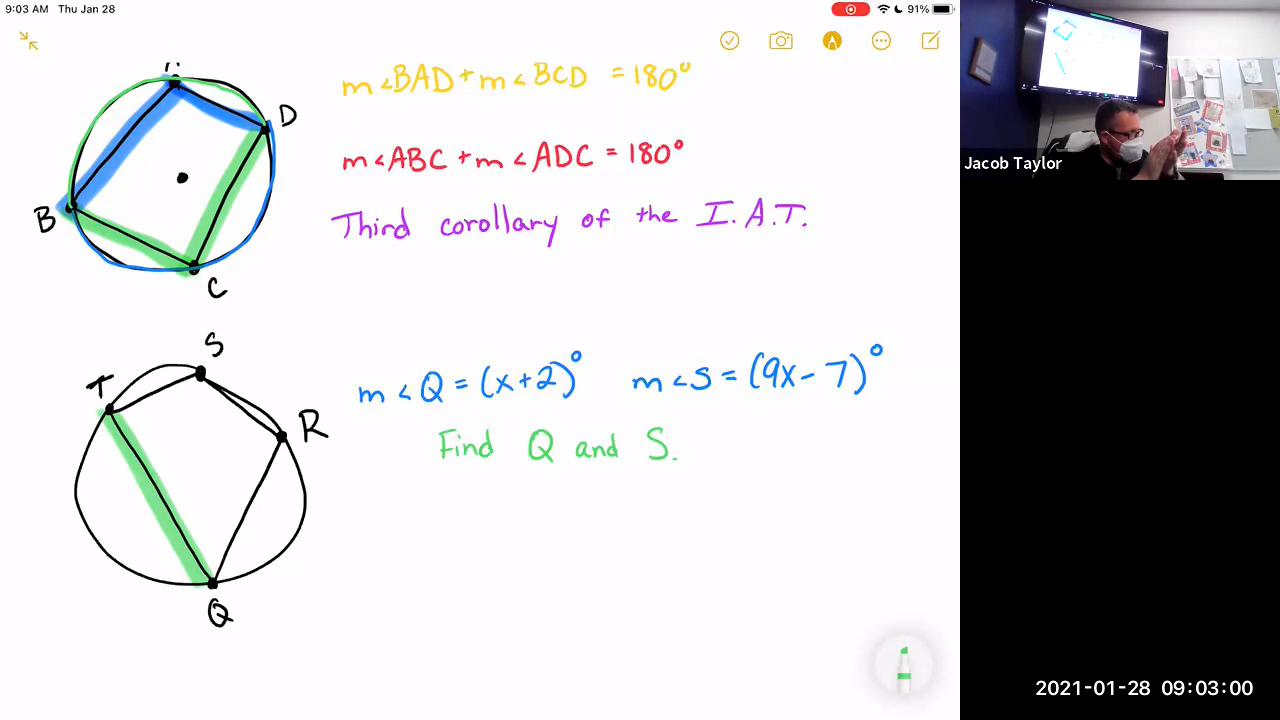 9:03 AM Thu Jan 28
91%
m<BAD + m<BCD = 180°
D
m<ABC + m<ADC = 180°
Jacob Taylor
B
Third corollary of the I.A.T.
C
S
T
m<Q = (x+2)° m<S = (9x-7)°
R
Find Q and S.
Q
2021-01-28 09:03:00